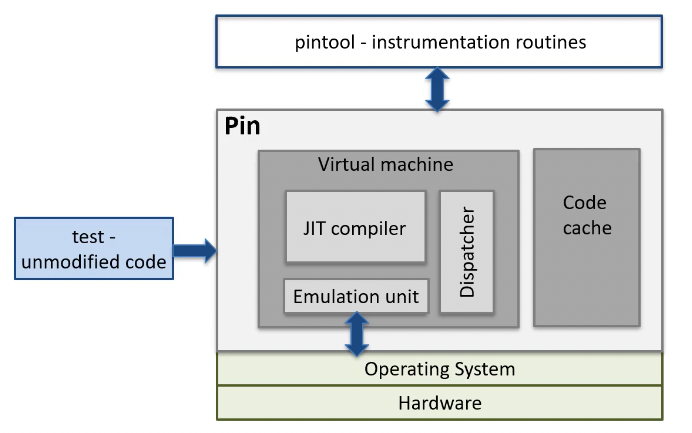 pintool - instrumentation routines
Pin
Virtual machine
JIT compiler
Dispatcher
Emulation unit
Code
cache
test -
unmodified code
Operating System
Hardware